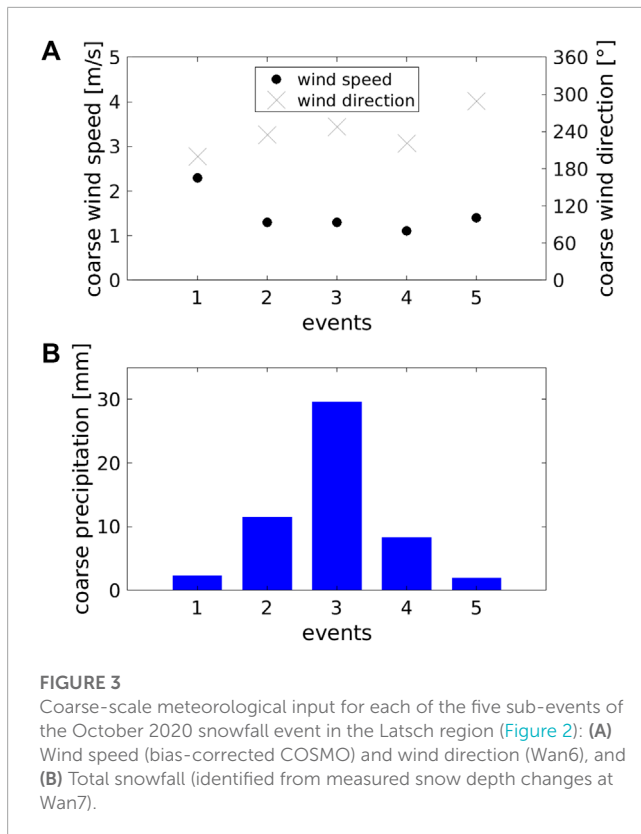 A
coarse wind speed [m/s]
5
4
3
2
1
0
wind speed
wind direction
360
300
240
180
120
60
0
coarse wind direction [°]
1 2 3 4 5
events
B
coarse precipitation [mm]
30
20
10
0
1 2 3 4 5
events
FIGURE 3
Coarse-scale meteorological input for each of the five sub-events of
the October 2020 snowfall event in the Latsch region (Figure 2): (A)
Wind speed (bias-corrected COSMO) and wind direction (Wan6), and
(B) Total snowfall (identified from measured snow depth changes at
Wan7).